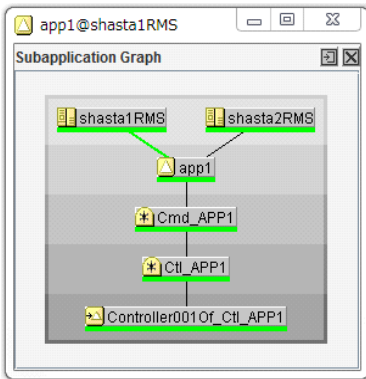 app1@shasta1RMS
Subapplication Graph
shasta1RMS shasta2RMS
app1
Cmd_APP1
Ctl_APP1
Controller001Of_Ctl_APP1